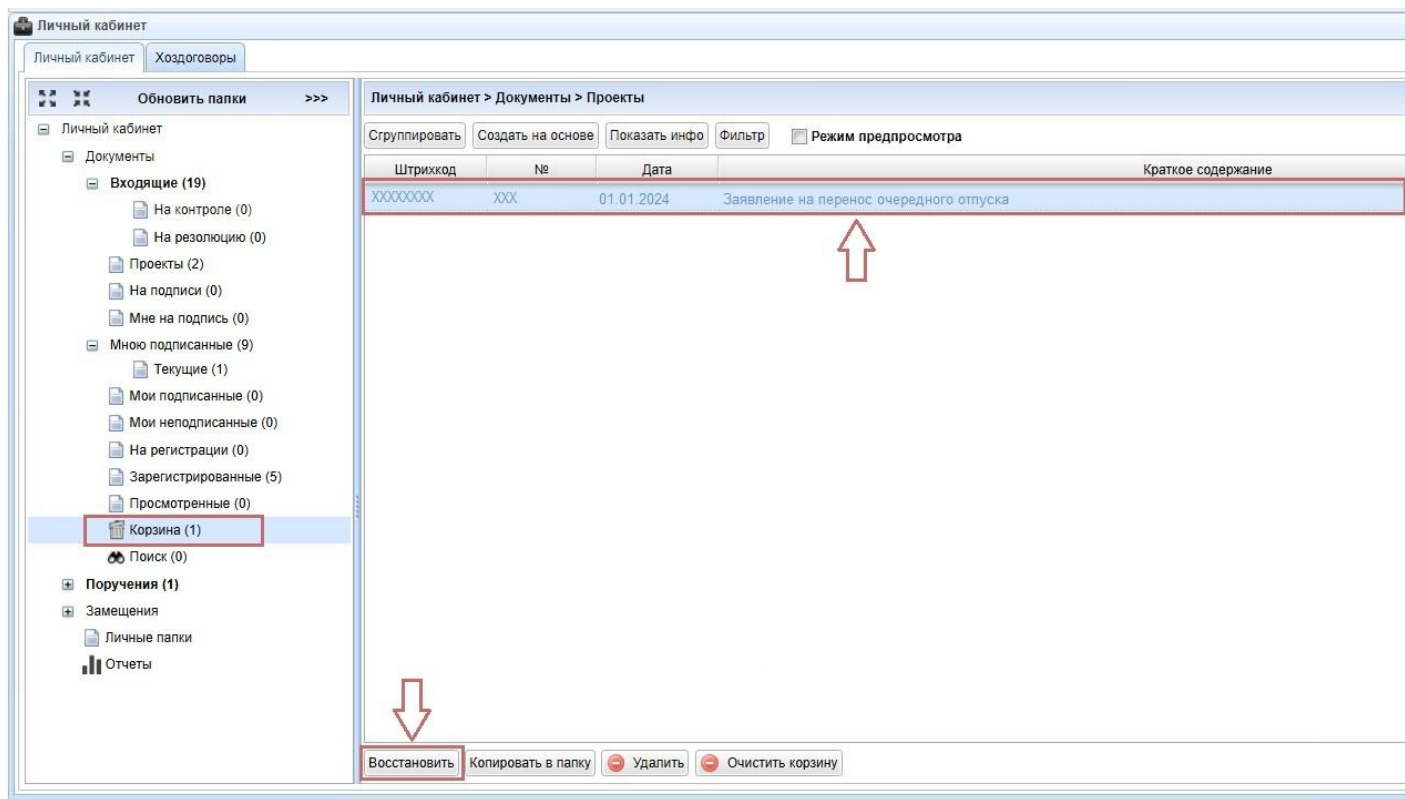 Личный кабинет
Личный кабинет Хоздоговоры
Обновить папки >>>
Личный кабинет
Документы
Входящие (19)
На контроле (0)
На резолюцию (0)
Проекты (2)
На подписи (0)
Мне на подпись (0)
Мною подписанные (9)
Текущие (1)
Мои подписанные (0)
Мои неподписанные (0)
На регистрации (0)
Зарегистрированные (5)
Просмотренные (0)
Корзина (1)
Поиск (0)
Поручения (1)
Замещения
Личные папки
Отчеты
Личный кабинет > Документы > Проекты
Сгруппировать Создать на основе Показать инфо Фильтр Режим предпросмотра
Штрихкод № Дата Краткое содержание
XXXXXXXX XXX 01.01.2024 Заявление на перенос очередного отпуска
Восстановить Копировать в папку Удалить Очистить корзину